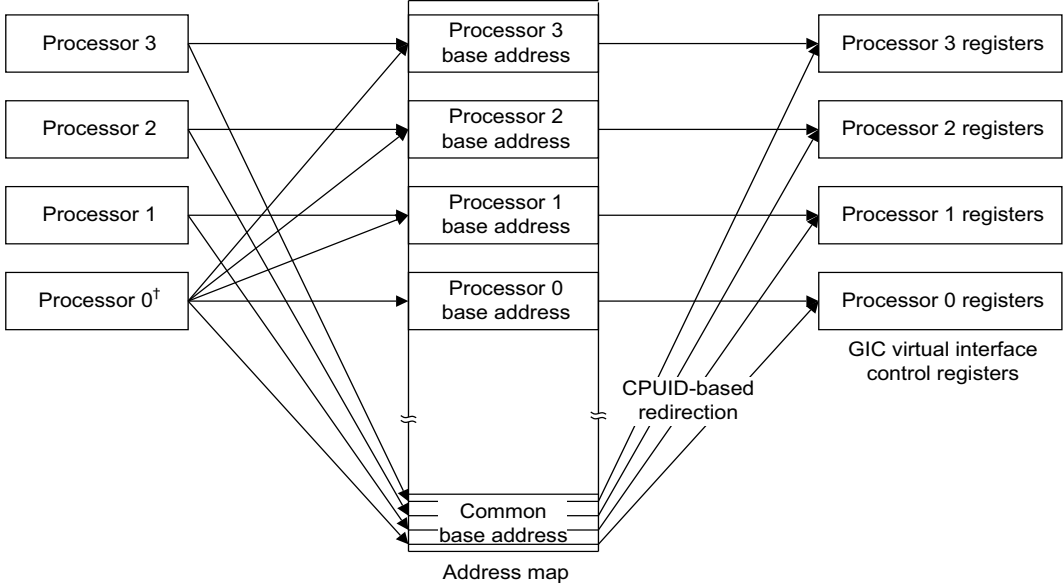 Processor 3
Processor 2
Processor 1
Processor 0†
Processor 3
base address
Processor 2
base address
Processor 1
base address
Processor 0
base address
Common
base address
Address map
CPUID-based
redirection
Processor 3 registers
Processor 2 registers
Processor 1 registers
Processor 0 registers
GIC virtual interface
control registers